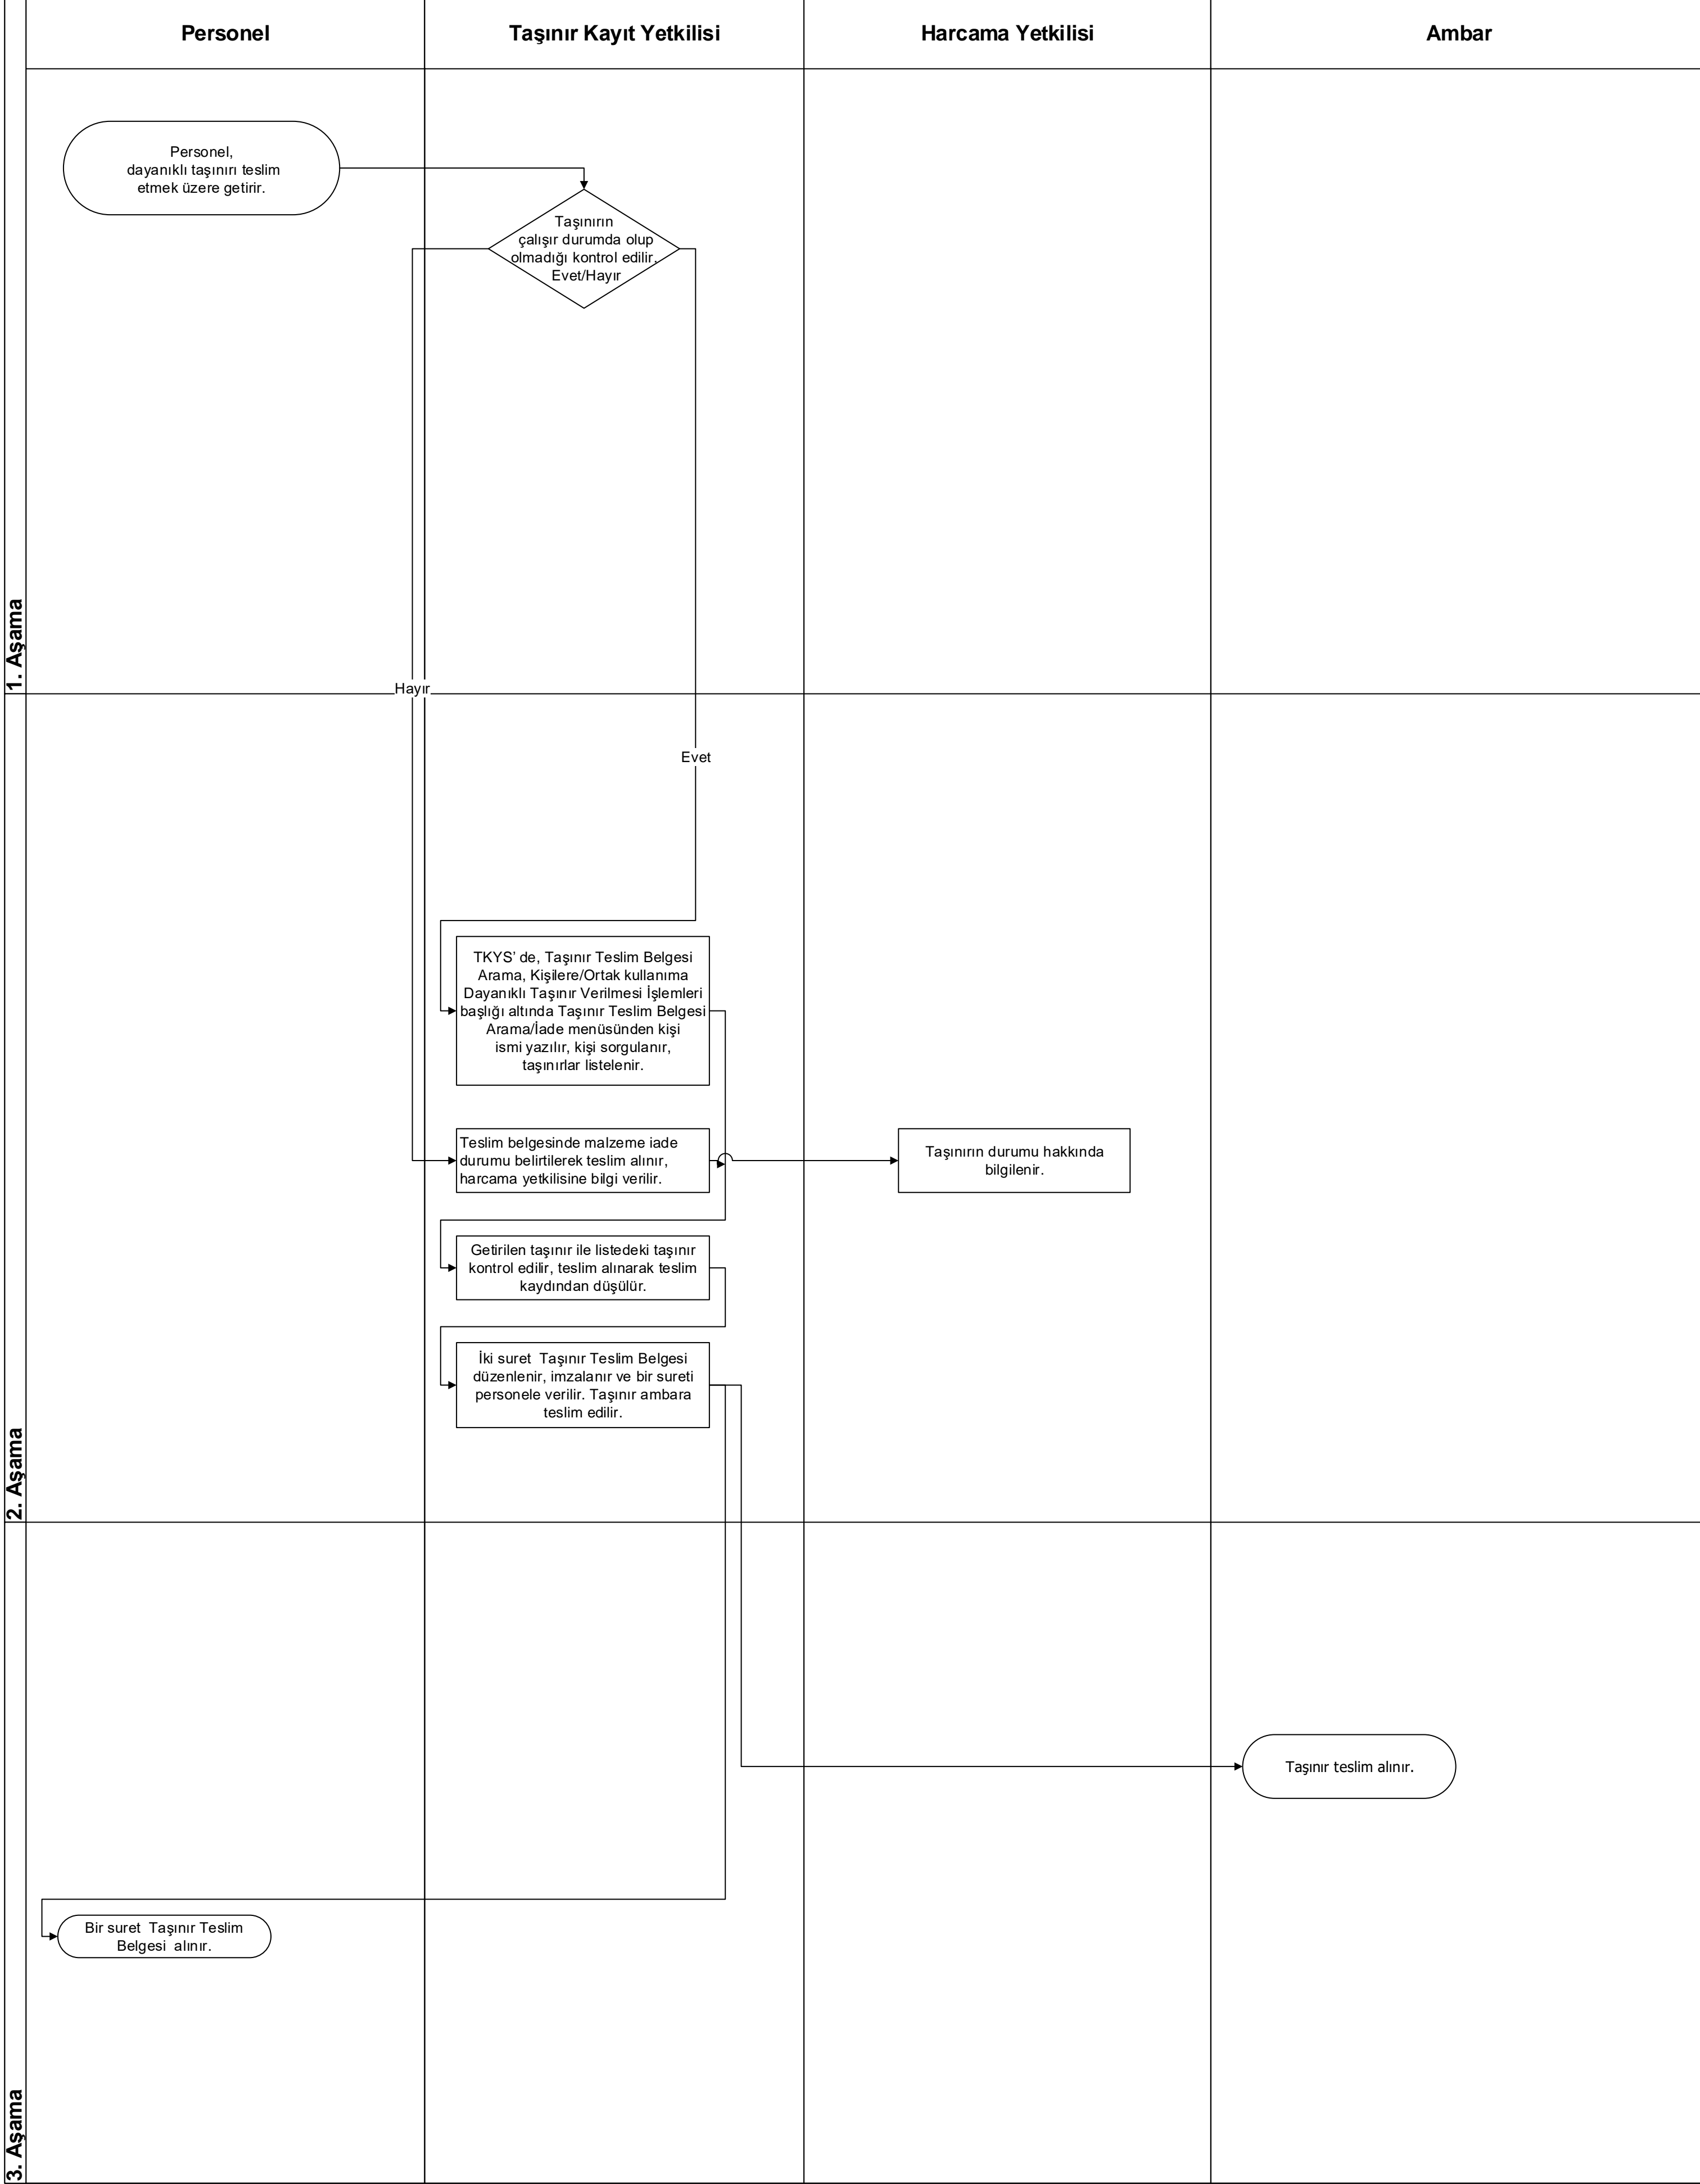 Personel
Taşınır Kayıt Yetkilisi
Harcama Yetkilisi
Ambar
1. Aşama
Personel,
dayanıklı taşınırı teslim
etmek üzere getirir.
Taşınırın
çalışır durumda olup
olmadığı kontrol edilir.
Evet/Hayır
Hayır
Evet
2. Aşama
TKYS’ de, Taşınır Teslim Belgesi
Arama, Kişilere/Ortak kullanıma
Dayanıklı Taşınır Verilmesi İşlemleri
başlığı altında Taşınır Teslim Belgesi
Arama/İade menüsünden kişi
ismi yazılır, kişi sorgulanır,
taşınırlar listelenir.
Teslim belgesinde malzeme iade
durumu belirtilerek teslim alınır,
harcama yetkilisine bilgi verilir.
Taşınırın durumu hakkında
bilgilenir.
Getirilen taşınır ile listedeki taşınır
kontrol edilir, teslim alınarak teslim
kaydından düşülür.
İki suret Taşınır Teslim Belgesi
düzenlenir, imzalanır ve bir sureti
personele verilir. Taşınır ambara
teslim edilir.
3. Aşama
Taşınır teslim alınır.
Bir suret Taşınır Teslim
Belgesi alınır.